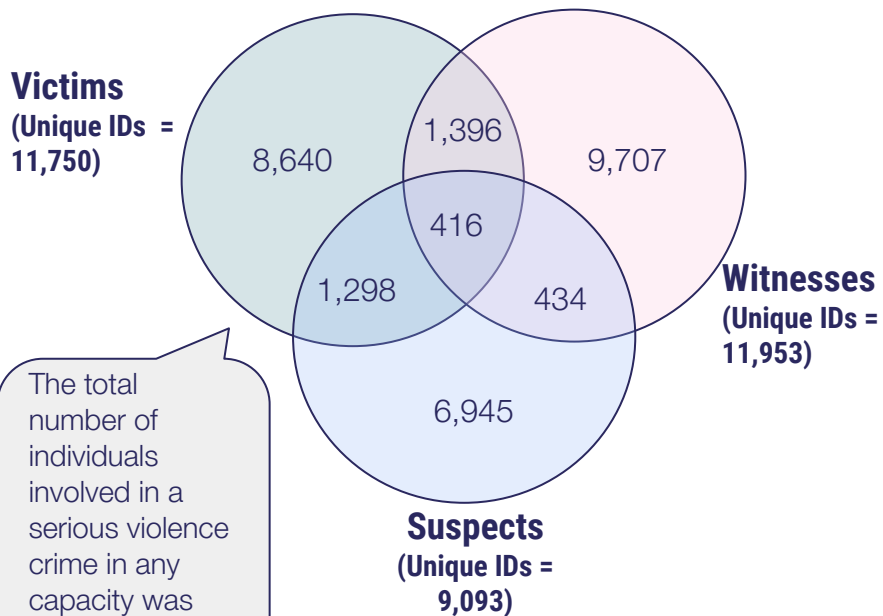 Victims
(Unique IDs =
11,750)
8,640
1,396
9,707
416
1,298
434
Witnesses
(Unique IDs =
11,953)
6,945
Suspects
(Unique IDs =
9,093)
The total
number of
individuals
involved in a
serious violence
crime in any
capacity was